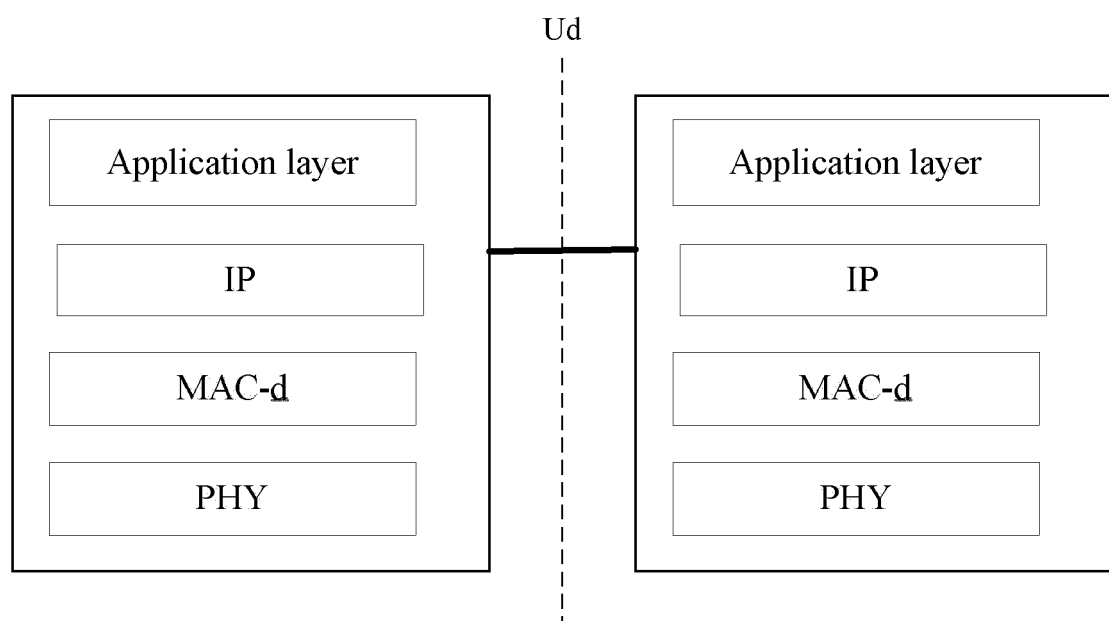 Ud
Application layer
IP
MAC-d
PHY
Application layer
IP
MAC-d
PHY